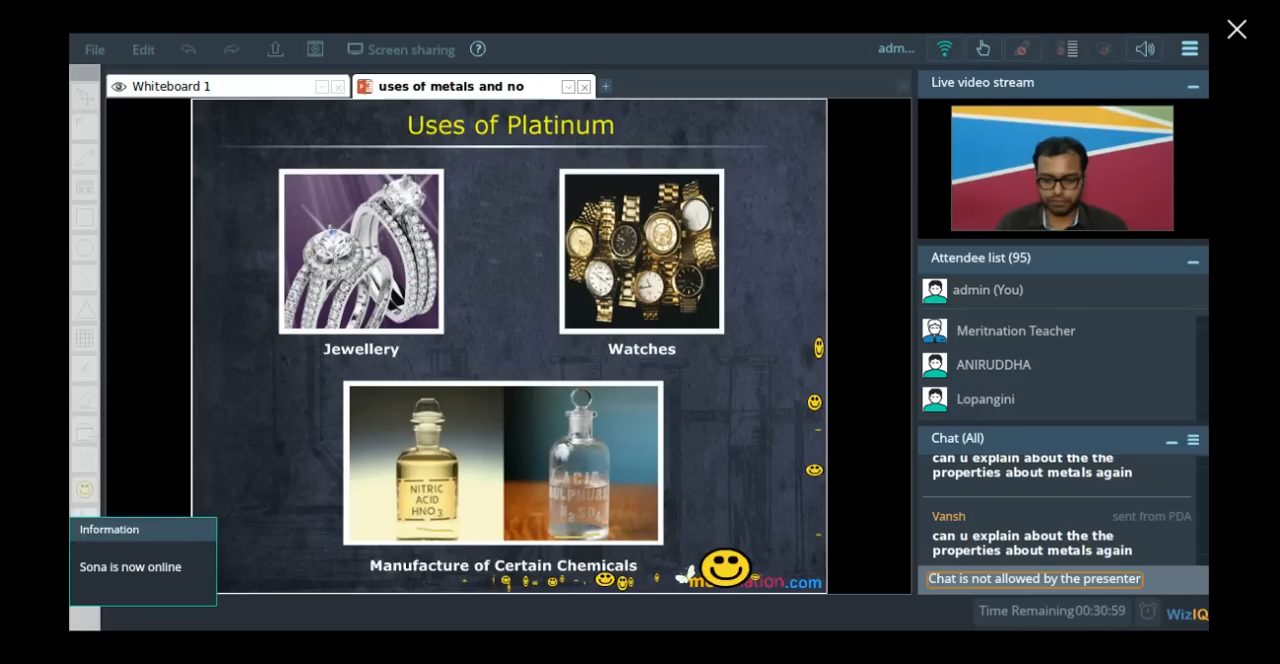 File Edit Screen sharing ? adm...
Whiteboard 1
uses of metals and no
Uses of Platinum
Jewellery
Watches
NITRIC
ACID
HNO3
ACID
SULPHURIC
H2SO4
Manufacture of Certain Chemicals
.com
Information
Sona is now online
Live video stream
Attendee list (95)
admin (You)
Meritnation Teacher
ANIRUDDHA
Lopangini
Chat (All)
can u explain about the the
properties about metals again
Vansh sent from PDA
can u explain about the the
properties about metals again
Chat is not allowed by the presenter
Time Remaining 00:30:59
WizIQ